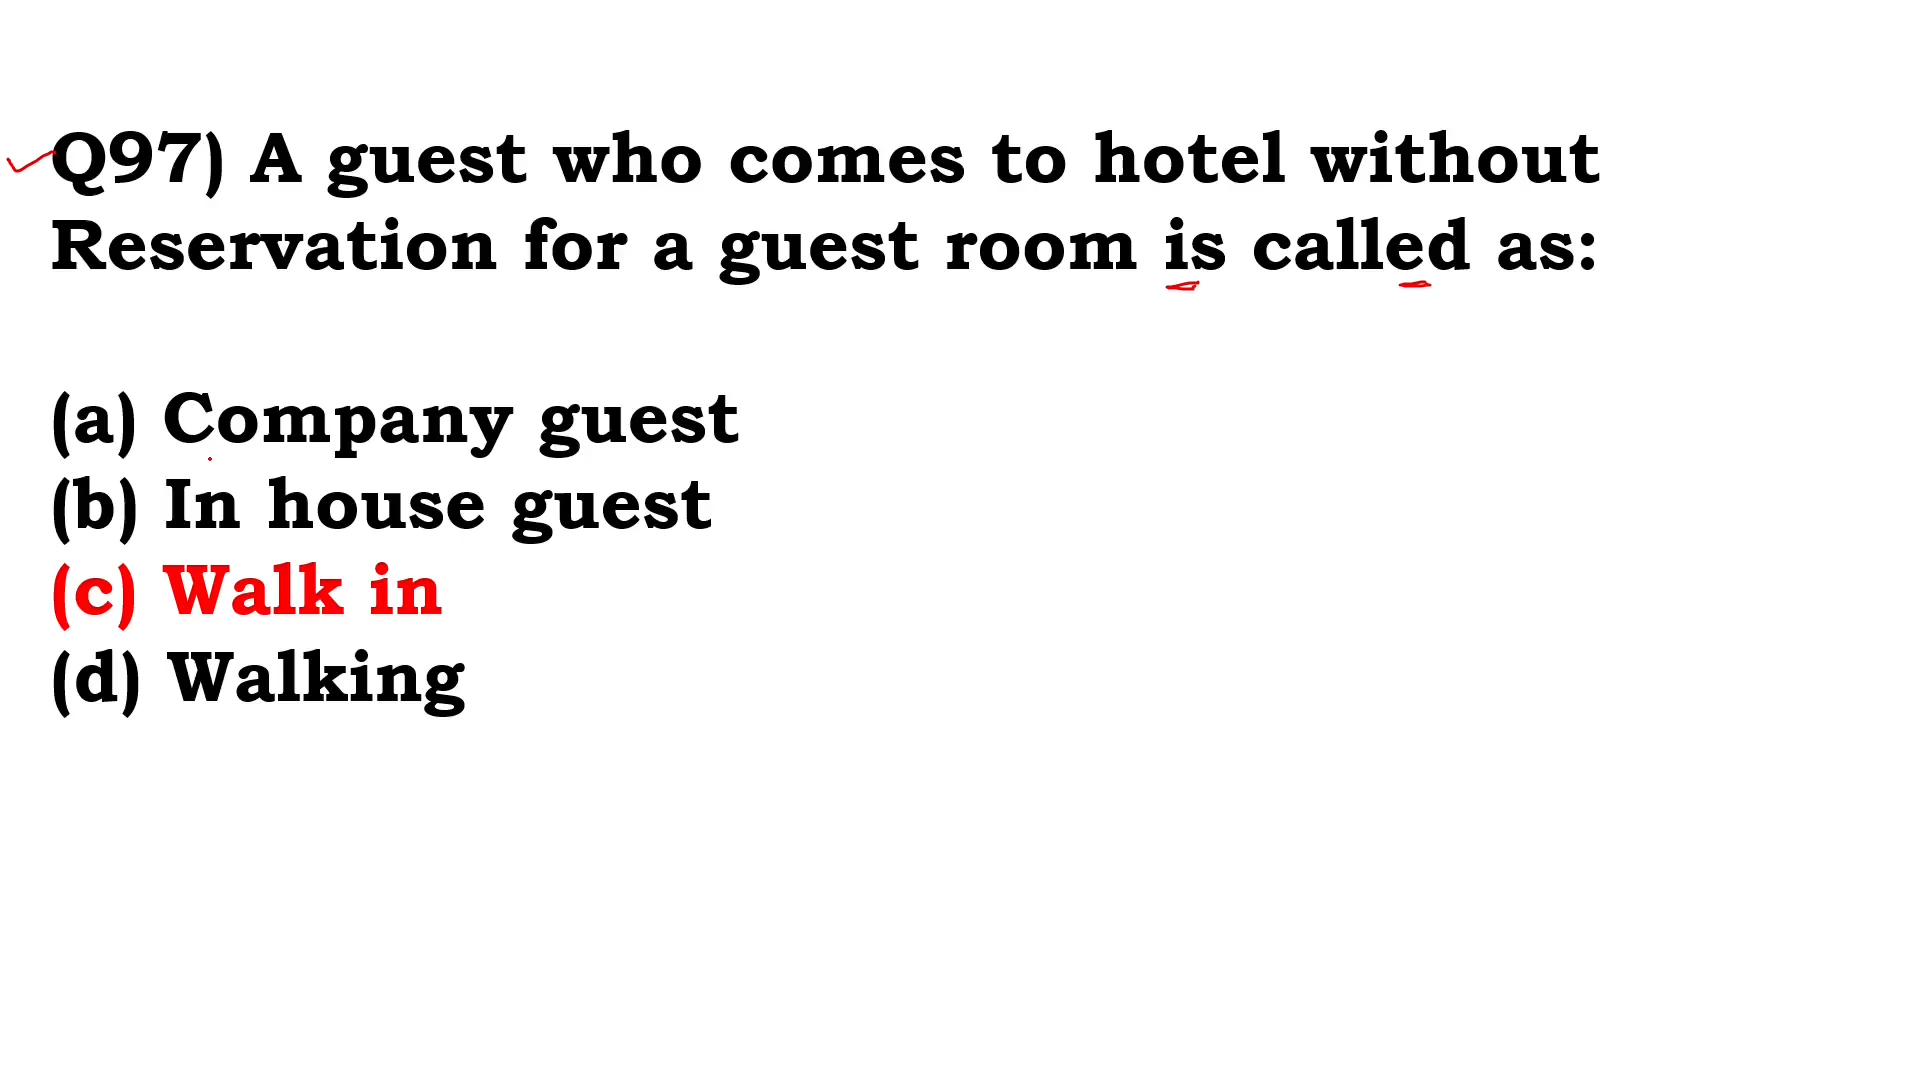 Q97) A guest who comes to hotel without
Reservation for a guest room is called as:
(a) Company guest
(b) In house guest
(c) Walk in
(d) Walking